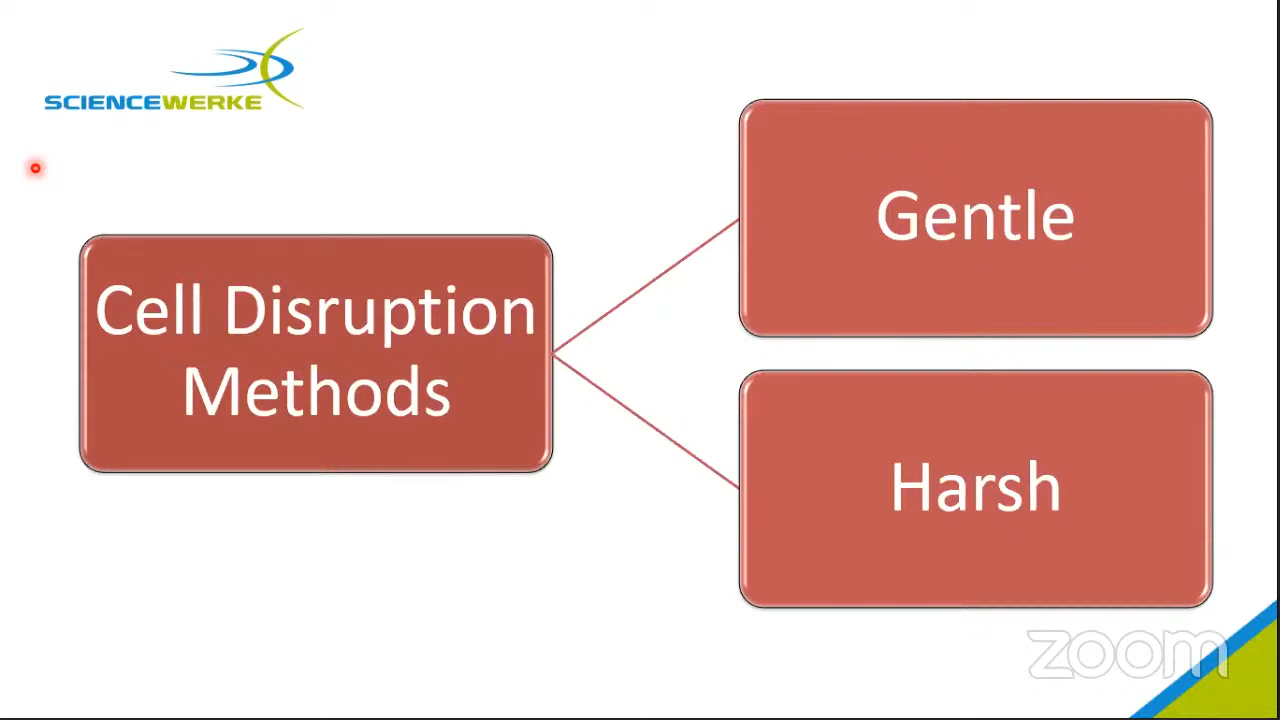 SCIENCEWERKE
Cell Disruption
Methods
Gentle
Harsh
zoom